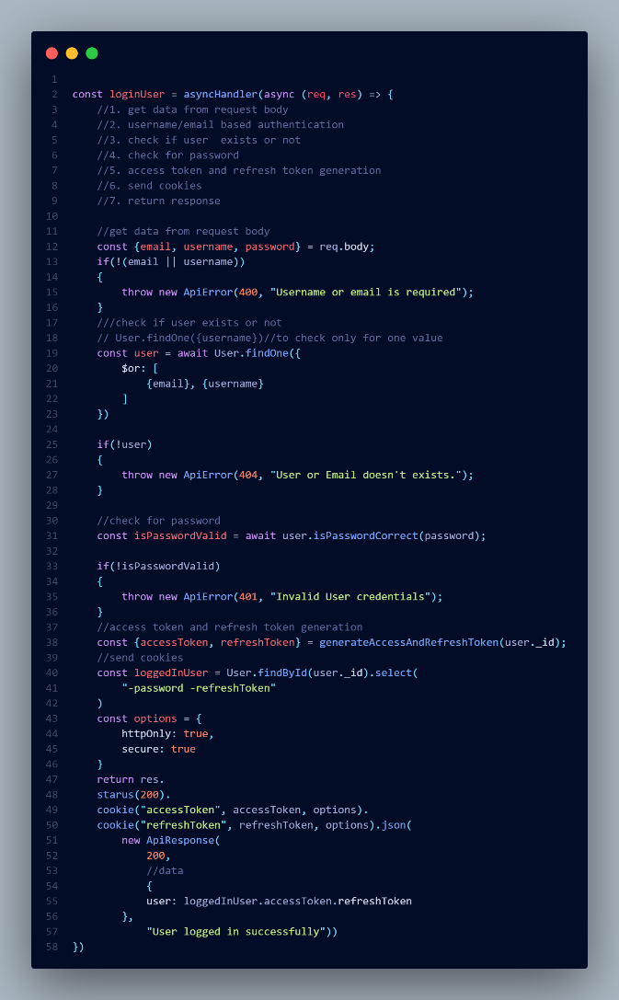 1
2 const loginUser = asyncHandler(async (req, res) => {
3 //1. get data from request body
4 //2. username/email based authentication
5 //3. check if user  exists or not
6 //4. check for password
7 //5. access token and refresh token generation
8 //6. send cookies
9 //7. return response
10
11 //get data from request body
12 const {email, username, password} = req.body;
13 if(!(email || username))
14 {
15 throw new ApiError(400, "Username or email is required");
16 }
17 ///check if user exists or not
18 // User.findOne({username})//to check only for one value
19 const user = await User.findOne({
20 $or: [
21 {email}, {username}
22 ]
23 })
24
25 if(!user)
26 {
27 throw new ApiError(404, "User or Email doesn't exists.");
28 }
29
30 //check for password
31 const isPasswordValid = await user.isPasswordCorrect(password);
32
33 if(!isPasswordValid)
34 {
35 throw new ApiError(401, "Invalid User credentials");
36 }
37 //access token and refresh token generation
38 const {accessToken, refreshToken} = generateAccessAndRefreshToken(user._id);
39 //send cookies
40 const loggedInUser = User.findById(user._id).select(
41 "-password -refreshToken"
42 )
43 const options = {
44 httpOnly: true,
45 secure: true
46 }
47 return res.
48 starus(200).
49 cookie("accessToken", accessToken, options).
50 cookie("refreshToken", refreshToken, options).json(
51 new ApiResponse(
52 200,
53 //data
54 {
55 user: loggedInUser.accessToken.refreshToken
56 },
57 "User logged in successfully"))
58 })